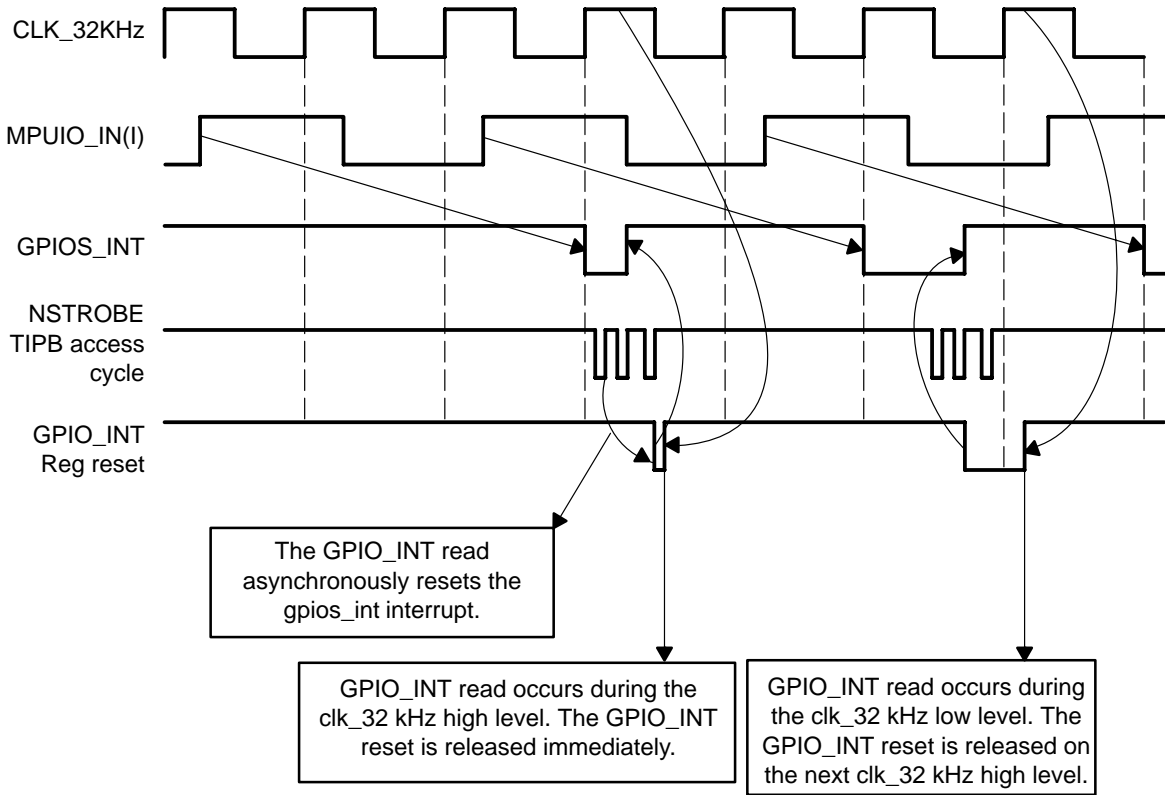 CLK_32KHz
MPUIO_IN(I)
GPIOS_INT
NSTROBE
TIPB access
cycle
GPIO_INT
Reg reset
The GPIO_INT read
asynchronously resets the
gpios_int interrupt.
GPIO_INT read occurs during the
clk_32 kHz high level. The GPIO_INT
reset is released immediately.
GPIO_INT read occurs during
the clk_32 kHz low level. The
GPIO_INT reset is released on
the next clk_32 kHz high level.